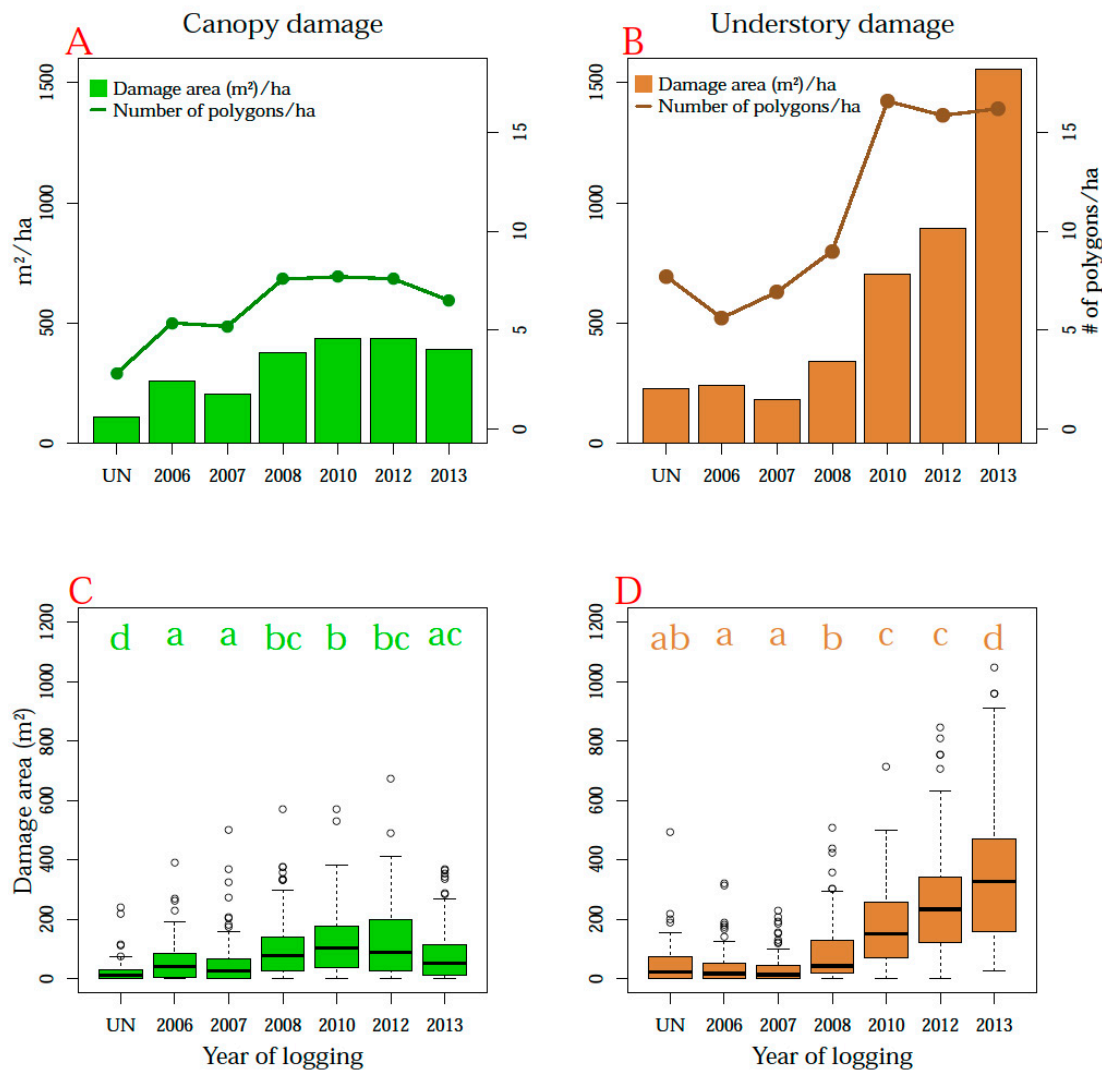 Canopy damage
Understory damage
A
B
Damage area (m²)/ha
Number of polygons/ha
Damage area (m²)/ha
Number of polygons/ha
m²/ha
0 500 1000 1500
0 5 10 15
UN 2006 2007 2008 2010 2012 2013
0 500 1000 1500
0 5 10 15
# of polygons/ha
UN 2006 2007 2008 2010 2012 2013
C
D
d a a bc b bc ac
ab a a b c c d
Damage area (m²)
0 200 400 600 800 1000 1200
UN 2006 2007 2008 2010 2012 2013
Year of logging
0 200 400 600 800 1000 1200
UN 2006 2007 2008 2010 2012 2013
Year of logging